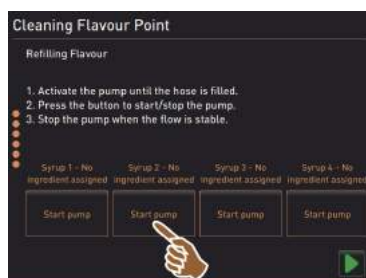 Cleaning Flavour Point
Refilling Flavour
1. Activate the pump until the hose is filled.
2. Press the button to start/stop the pump.
3. Stop the pump when the flow is stable.
Syrup 1 - No ingredient assigned
Syrup 2 - No ingredient assigned
Syrup 3 - No ingredient assigned
Syrup 4 - No ingredient assigned
Start pump Start pump Start pump Start pump